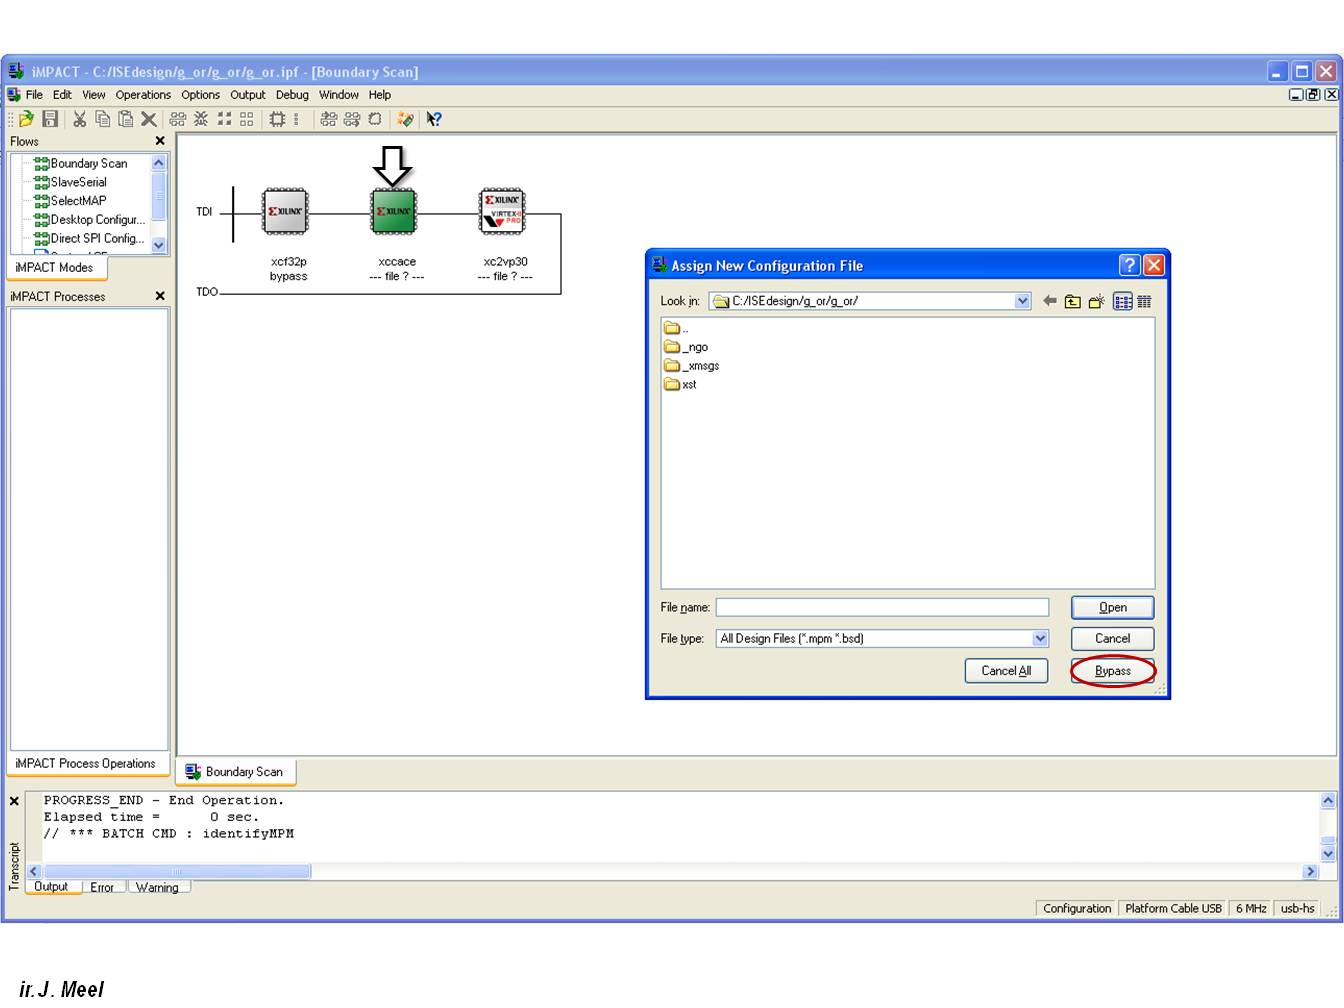 iMPACT - C:/ISEdesign/g_or/g_or/g_or.ipf - [Boundary Scan]
File Edit View Operations Options Output Debug Window Help
Flows
Boundary Scan
SlaveSerial
SelectMAP
Desktop Configur...
Direct SPI Config...
iMPACT Modes
iMPACT Processes
iMPACT Process Operations
TDI
XILINX
XILINX
XILINX
VIRTEX-II
PRO
xcf32p
bypass
xccace
--- file ? ---
xc2vp30
--- file ? ---
TDO
Assign New Configuration File
Look in: C:/ISEdesign/g_or/g_or/
..
_ngo
_xmsgs
xst
File name:
Open
File type: All Design Files (*.mpm *.bsd)
Cancel
Cancel All
Bypass
Boundary Scan
PROGRESS_END - End Operation.
Elapsed time = 0 sec.
// *** BATCH CMD : identifyMPM
Transcript
Output Error Warning
Configuration Platform Cable USB 6 MHz usb-hs
ir.J. Meel